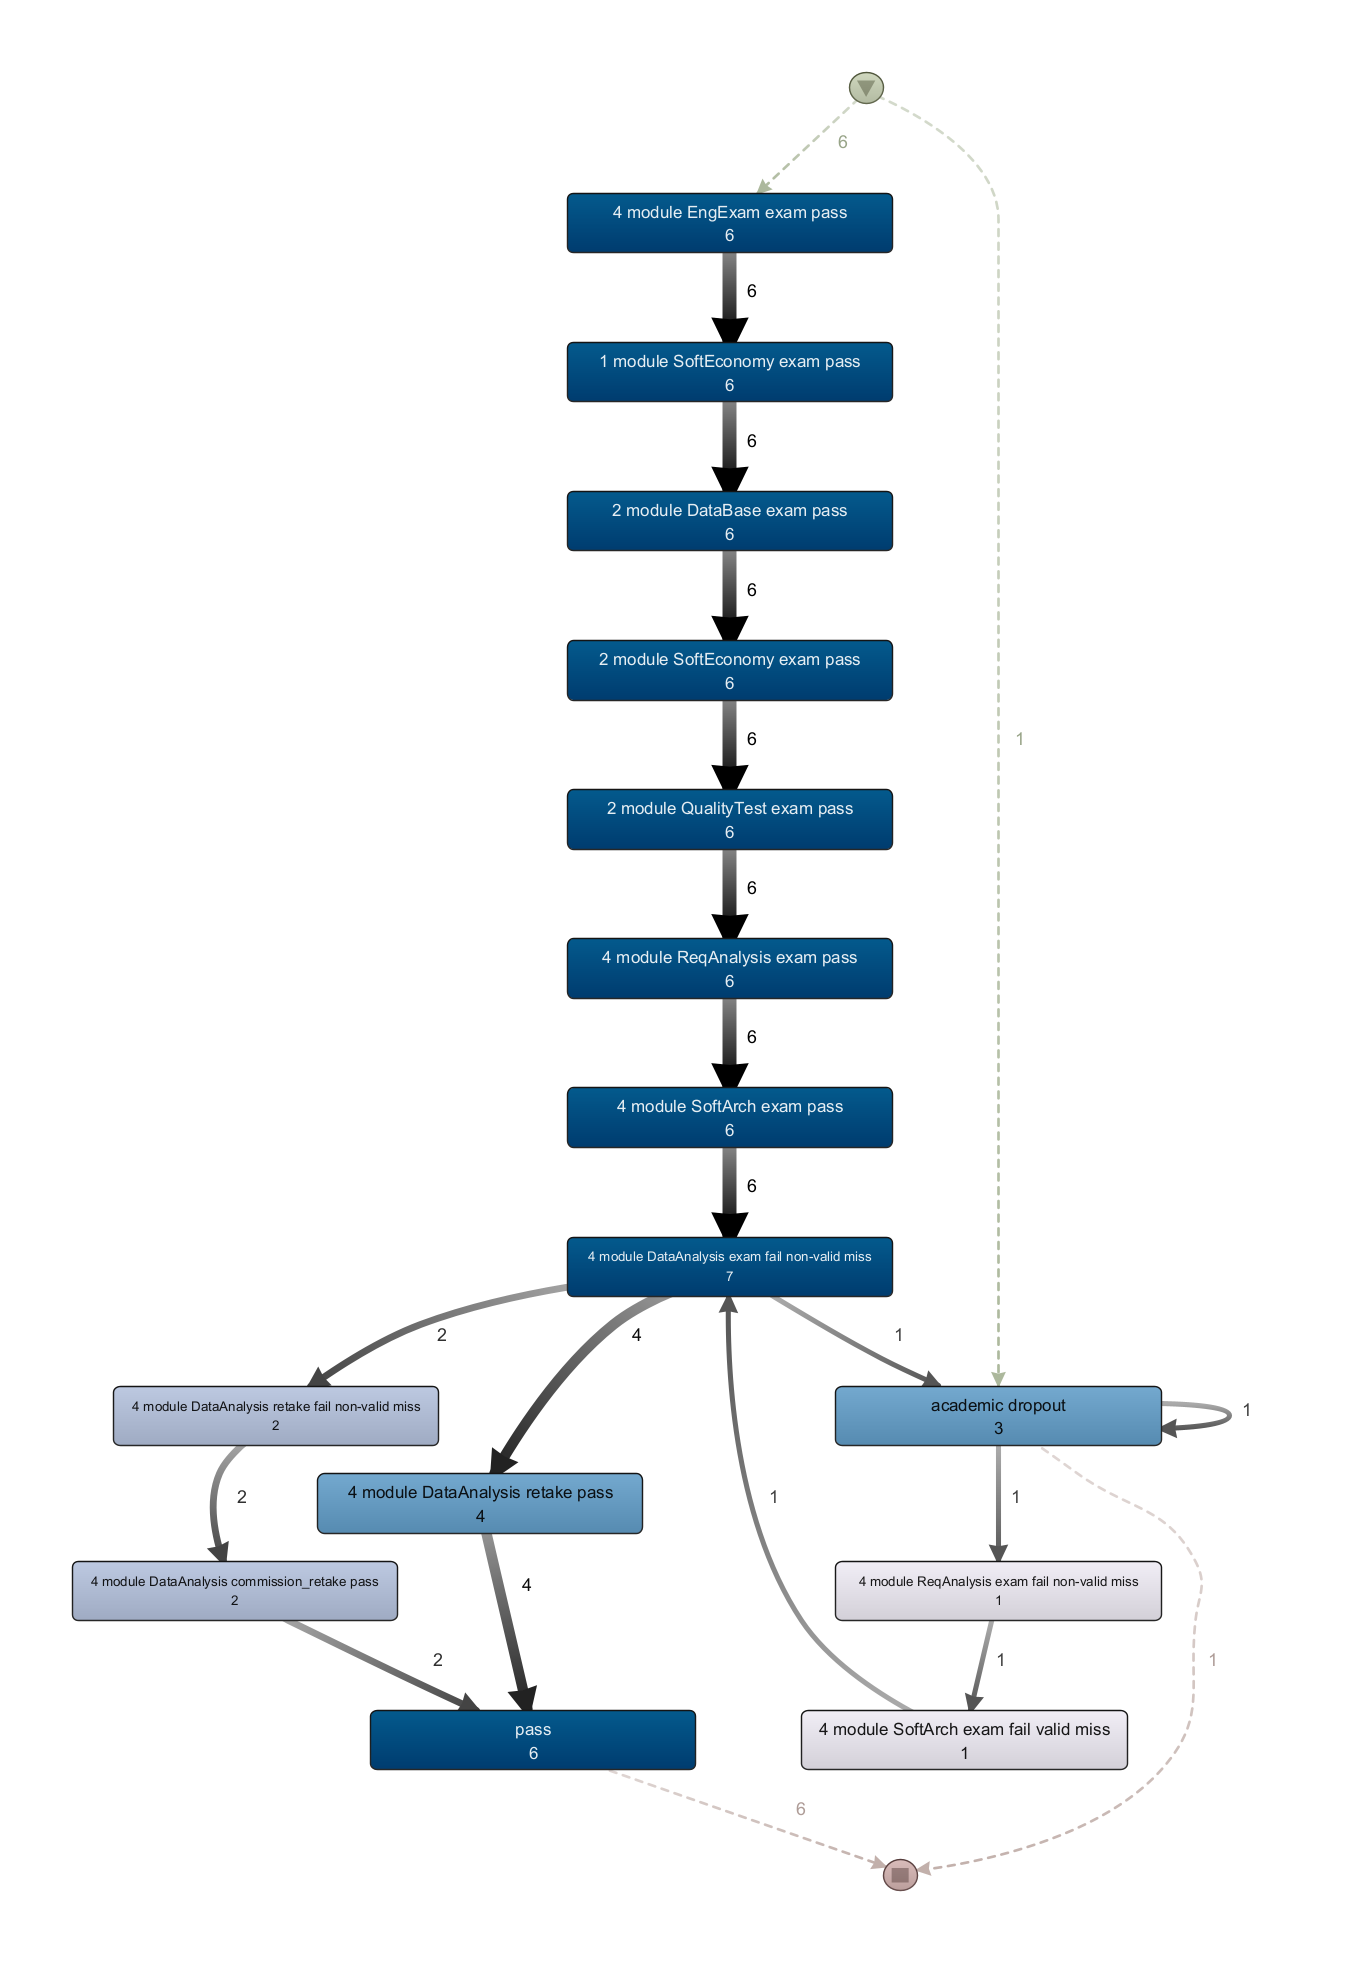 6
4 module EngExam exam pass
6
6
1 module SoftEconomy exam pass
6
6
2 module DataBase exam pass
6
6
2 module SoftEconomy exam pass
6
6
1
2 module QualityTest exam pass
6
6
4 module ReqAnalysis exam pass
6
6
4 module SoftArch exam pass
6
6
4 module DataAnalysis exam fail non-valid miss
7
2
4
1
4 module DataAnalysis retake fail non-valid miss
2
academic dropout
3
1
2
4 module DataAnalysis retake pass
4
1
1
4 module DataAnalysis commission_retake pass
2
4
4 module ReqAnalysis exam fail non-valid miss
1
2
1
1
pass
6
4 module SoftArch exam fail valid miss
1
6